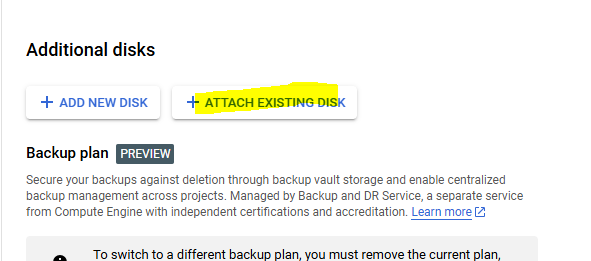 Additional disks
+ ADD NEW DISK + ATTACH EXISTING DISK
Backup plan PREVIEW
Secure your backups against deletion through backup vault storage and enable centralized
backup management across projects. Managed by Backup and DR Service, a separate service
from Compute Engine with independent certifications and accreditation. Learn more
To switch to a different backup plan, you must remove the current plan,